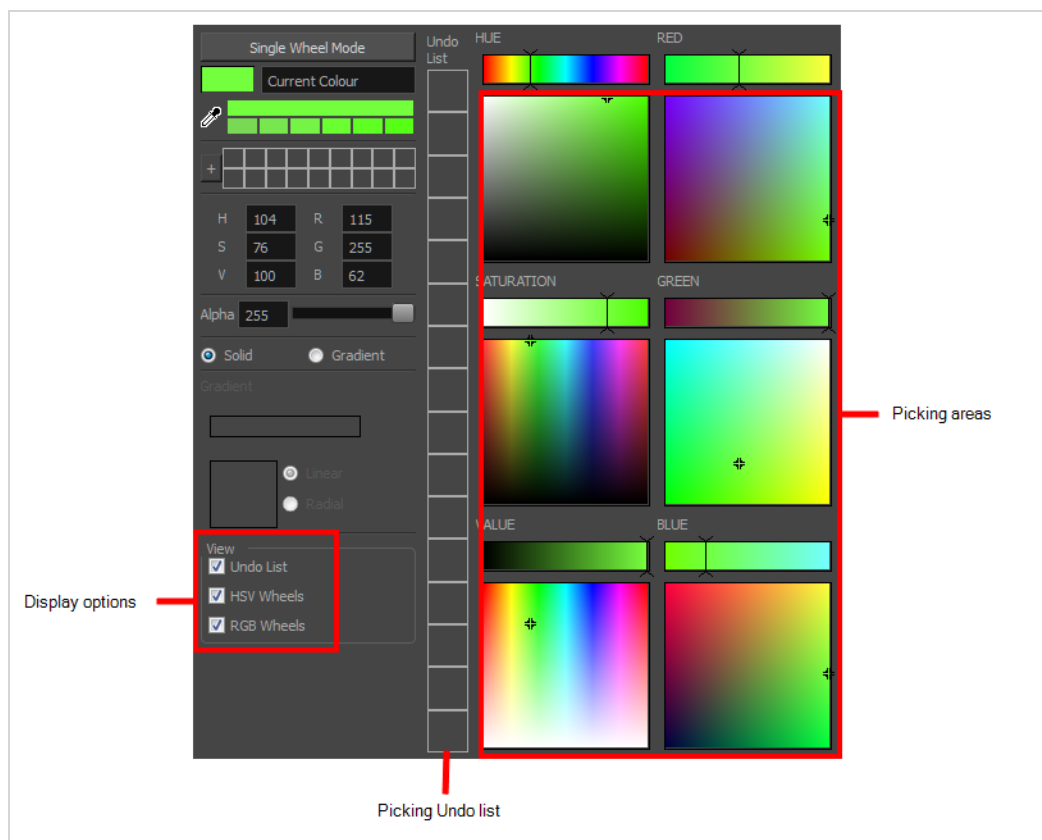 Single Wheel Mode
Current Colour
+
H 104 R 115
S 76 G 255
V 100 B 62
Alpha 255
Solid Gradient
Gradient
Linear
Radial
View
Undo List
HSV Wheels
RGB Wheels
Undo
List
HUE
RED
SATURATION
GREEN
VALUE
BLUE
Display options
Picking areas
Picking Undo list